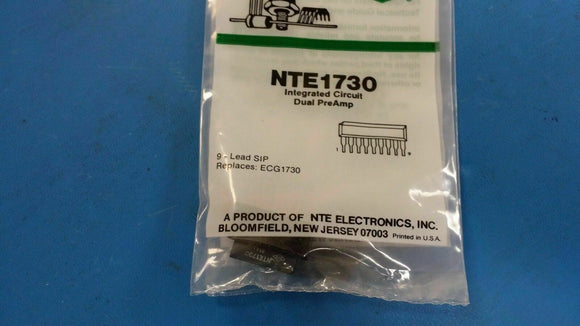 NTE1730
Integrated Circuit
Dual PreAmp
9 - Lead SIP
Replaces: ECG1730
A PRODUCT OF NTE ELECTRONICS, INC.
BLOOMFIELD, NEW JERSEY 07003 Printed in U.S.A.
NTE1730